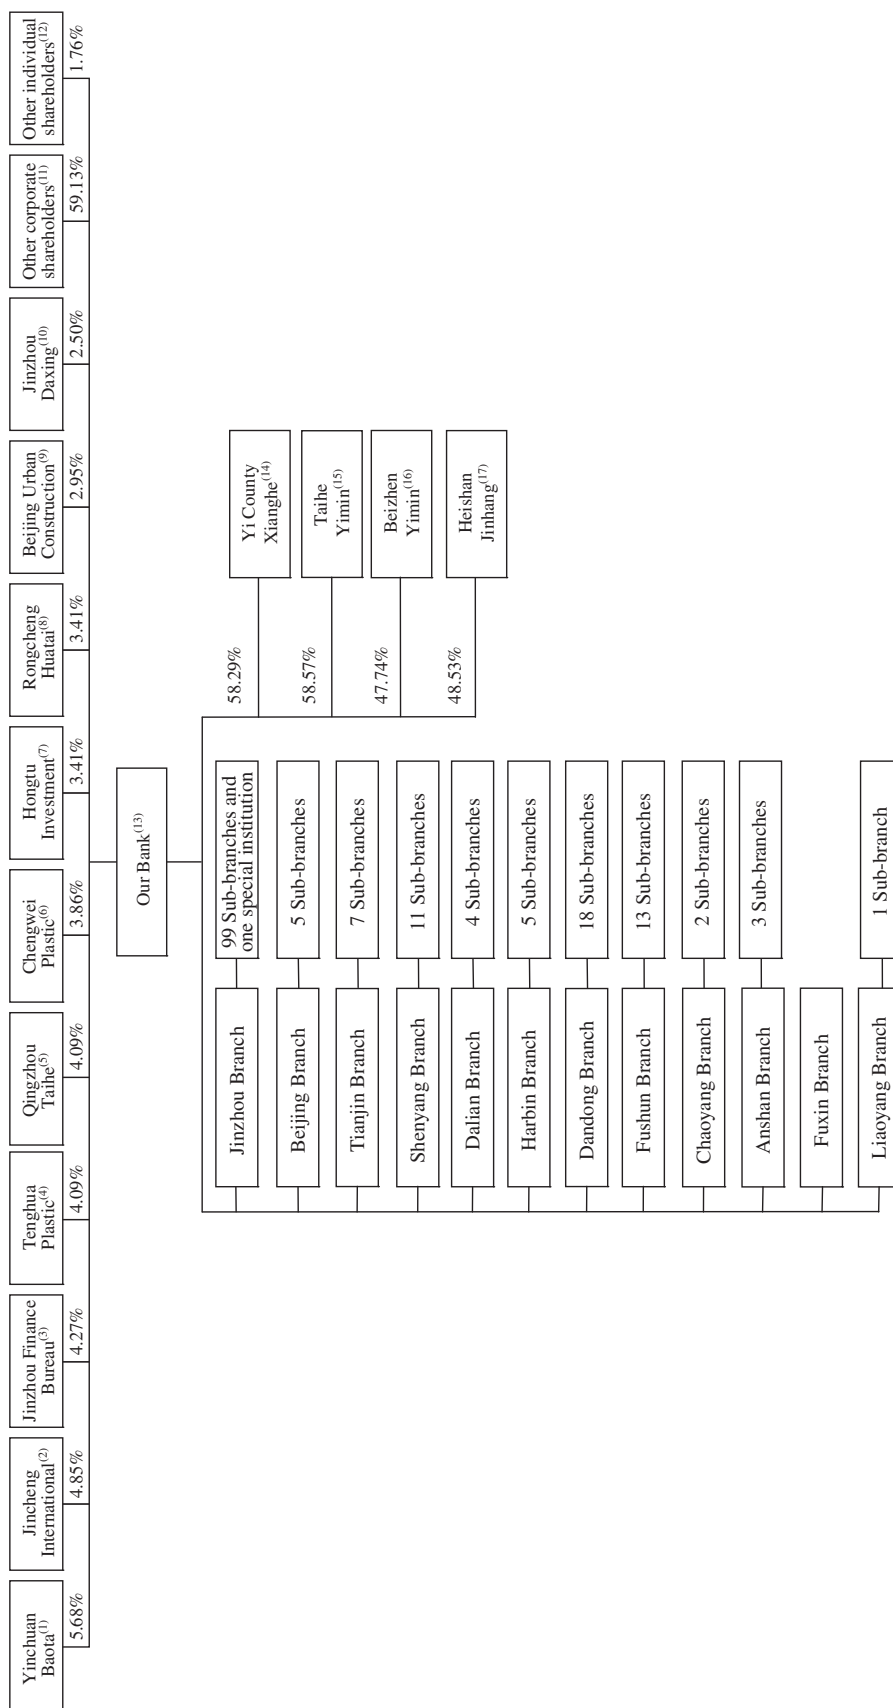 Yinchuan
Baota(1)
Jincheng
International(2)
Jinzhou Finance
Bureau(3)
Tenghua
Plastic(4)
Qingzhou
Taihe(5)
Chengwei
Plastic(6)
Hongtu
Investment(7)
Rongcheng
Huatai(8)
Beijing Urban
Construction(9)
Jinzhou
Daxing(10)
Other corporate
shareholders(11)
Other individual
shareholders(12)
5.68%
4.85%
4.27%
4.09%
4.09%
3.86%
3.41%
3.41%
2.95%
2.50%
59.13%
1.76%
Our Bank(13)
Jinzhou Branch
99 Sub-branches and
one special institution
Beijing Branch
5 Sub-branches
Tianjin Branch
7 Sub-branches
Shenyang Branch
11 Sub-branches
Dalian Branch
4 Sub-branches
Harbin Branch
5 Sub-branches
Dandong Branch
18 Sub-branches
Fushun Branch
13 Sub-branches
Chaoyang Branch
2 Sub-branches
Anshan Branch
3 Sub-branches
Fuxin Branch
Liaoyang Branch
1 Sub-branch
58.29%
Yi County
Xianghe(14)
58.57%
Taihe
Yimin(15)
47.74%
Beizhen
Yimin(16)
48.53%
Heishan
Jinhang(17)